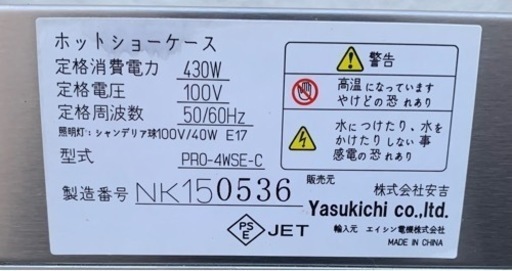 ホットショーケース
定格消費電力 430W
定格電圧 100V
定格周波数 50/60Hz
照明灯：シャンデリア球100V/40W E17
型式 PRO-4WSE-C
製造番号 NK150536
警告
高温になっています
やけどの恐れあり
水につけたり、水を
かけたりしない事
感電の恐れあり
販売元 株式会社安吉
Yasukichi co.,ltd.
輸入元 エイシン電機株式会社
MADE IN CHINA
PS
E
JET